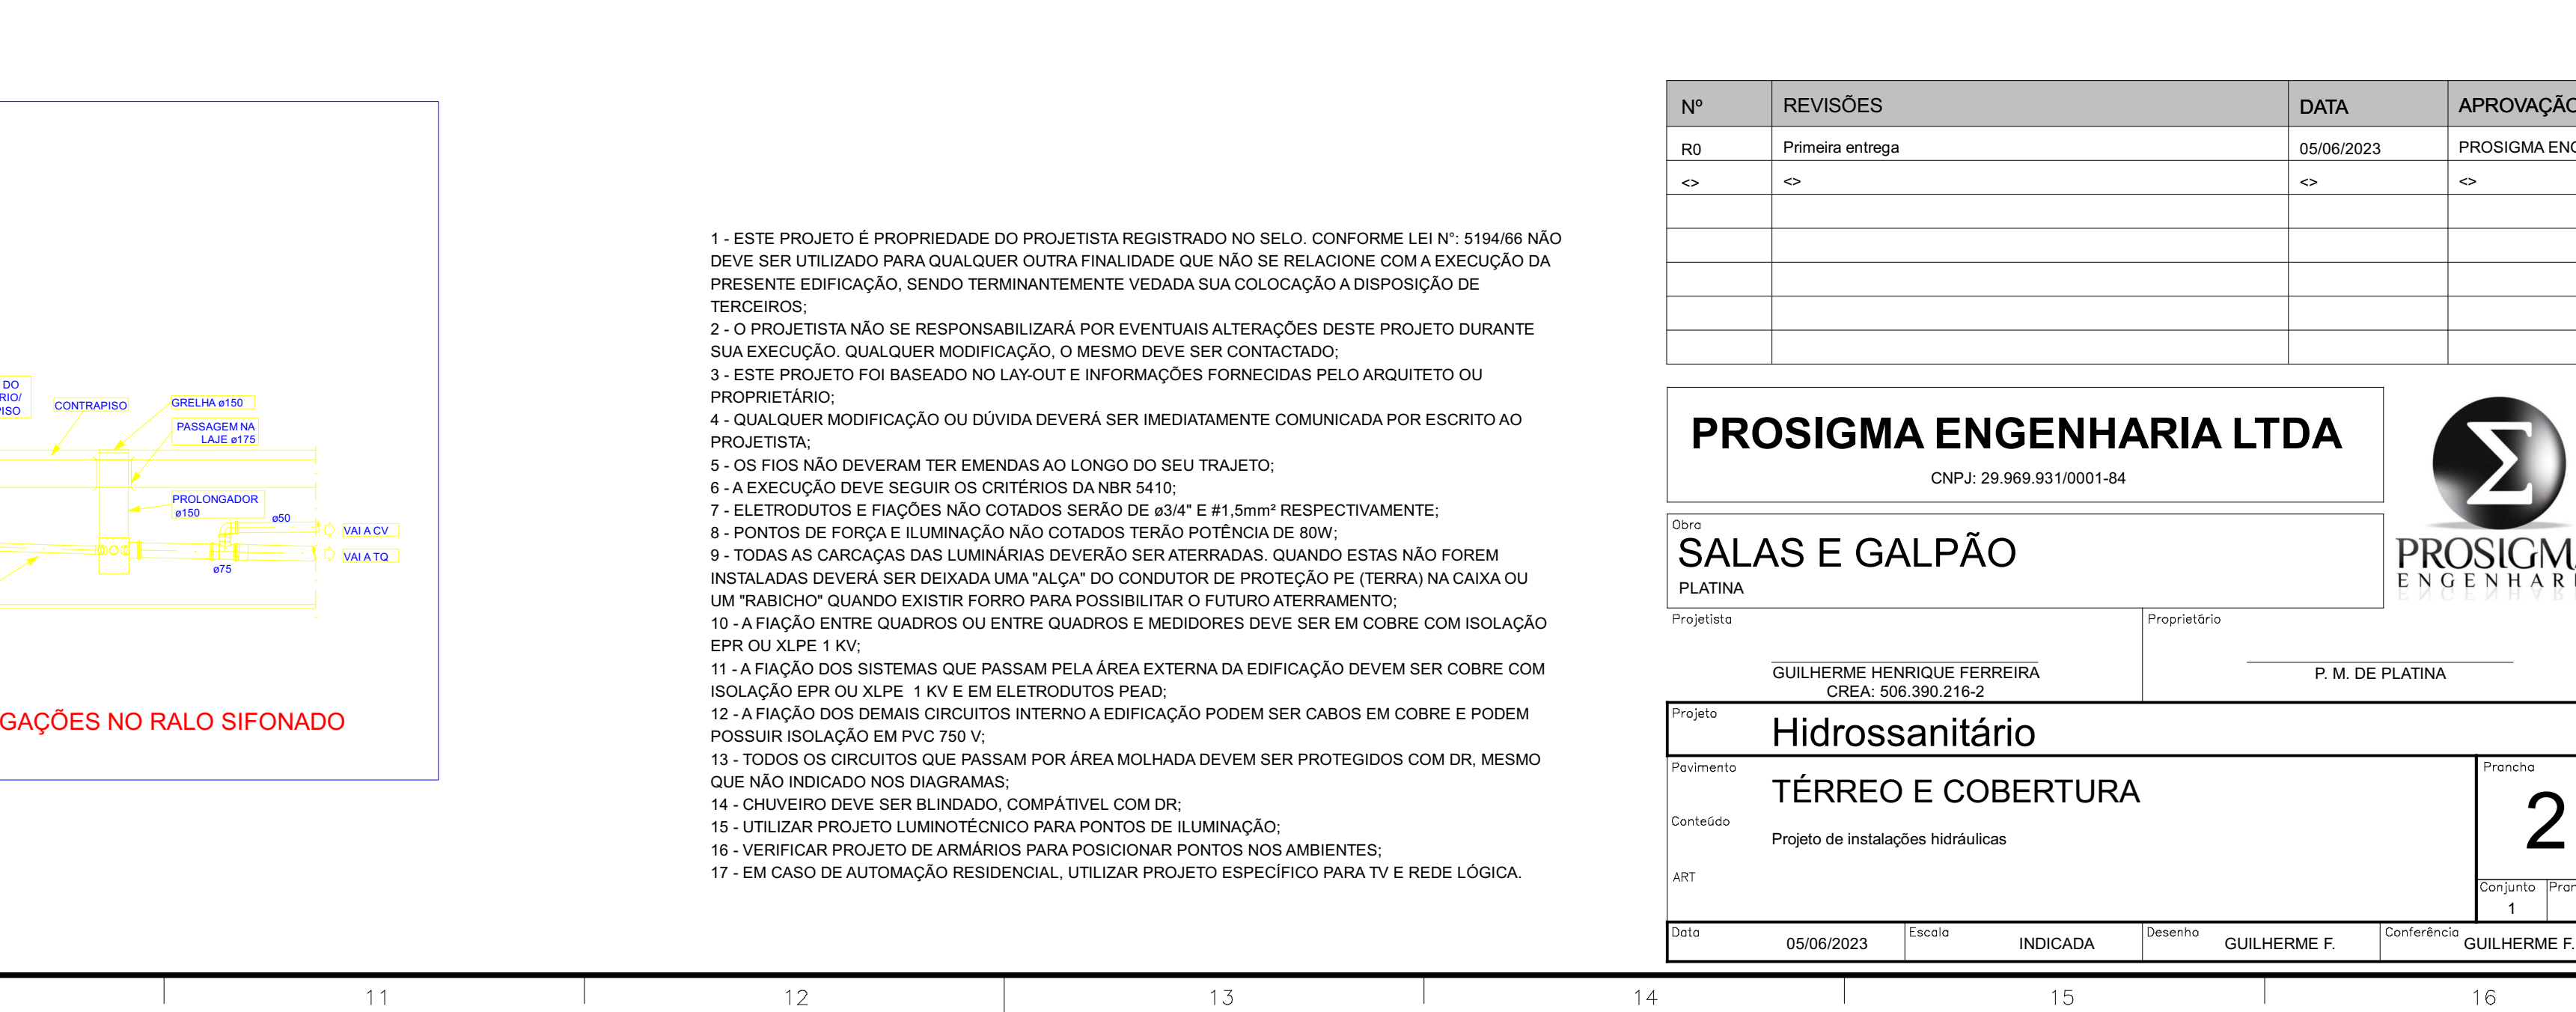 DO
RIO/
ISO
CONTRAPISO
GRELHA ø150
PASSAGEM NA
LAJE ø175
PROLONGADOR
ø150
ø50
VAI A CV
VAI A TQ
ø75
GAÇÕES NO RALO SIFONADO
1 - ESTE PROJETO É PROPRIEDADE DO PROJETISTA REGISTRADO NO SELO. CONFORME LEI N°: 5194/66 NÃO
DEVE SER UTILIZADO PARA QUALQUER OUTRA FINALIDADE QUE NÃO SE RELACIONE COM A EXECUÇÃO DA
PRESENTE EDIFICAÇÃO, SENDO TERMINANTEMENTE VEDADA SUA COLOCAÇÃO A DISPOSIÇÃO DE
TERCEIROS;
2 - O PROJETISTA NÃO SE RESPONSABILIZARÁ POR EVENTUAIS ALTERAÇÕES DESTE PROJETO DURANTE
SUA EXECUÇÃO. QUALQUER MODIFICAÇÃO, O MESMO DEVE SER CONTACTADO;
3 - ESTE PROJETO FOI BASEADO NO LAY-OUT E INFORMAÇÕES FORNECIDAS PELO ARQUITETO OU
PROPRIETÁRIO;
4 - QUALQUER MODIFICAÇÃO OU DÚVIDA DEVERÁ SER IMEDIATAMENTE COMUNICADA POR ESCRITO AO
PROJETISTA;
5 - OS FIOS NÃO DEVERAM TER EMENDAS AO LONGO DO SEU TRAJETO;
6 - A EXECUÇÃO DEVE SEGUIR OS CRITÉRIOS DA NBR 5410;
7 - ELETRODUTOS E FIAÇÕES NÃO COTADOS SERÃO DE ø3/4" E #1,5mm² RESPECTIVAMENTE;
8 - PONTOS DE FORÇA E ILUMINAÇÃO NÃO COTADOS TERÃO POTÊNCIA DE 80W;
9 - TODAS AS CARCAÇAS DAS LUMINÁRIAS DEVERÃO SER ATERRADAS. QUANDO ESTAS NÃO FOREM
INSTALADAS DEVERÁ SER DEIXADA UMA "ALÇA" DO CONDUTOR DE PROTEÇÃO PE (TERRA) NA CAIXA OU
UM "RABICHO" QUANDO EXISTIR FORRO PARA POSSIBILITAR O FUTURO ATERRAMENTO;
10 - A FIAÇÃO ENTRE QUADROS OU ENTRE QUADROS E MEDIDORES DEVE SER EM COBRE COM ISOLAÇÃO
EPR OU XLPE 1 KV;
11 - A FIAÇÃO DOS SISTEMAS QUE PASSAM PELA ÁREA EXTERNA DA EDIFICAÇÃO DEVEM SER COBRE COM
ISOLAÇÃO EPR OU XLPE  1 KV E EM ELETRODUTOS PEAD;
12 - A FIAÇÃO DOS DEMAIS CIRCUITOS INTERNO A EDIFICAÇÃO PODEM SER CABOS EM COBRE E PODEM
POSSUIR ISOLAÇÃO EM PVC 750 V;
13 - TODOS OS CIRCUITOS QUE PASSAM POR ÁREA MOLHADA DEVEM SER PROTEGIDOS COM DR, MESMO
QUE NÃO INDICADO NOS DIAGRAMAS;
14 - CHUVEIRO DEVE SER BLINDADO, COMPÁTIVEL COM DR;
15 - UTILIZAR PROJETO LUMINOTÉCNICO PARA PONTOS DE ILUMINAÇÃO;
16 - VERIFICAR PROJETO DE ARMÁRIOS PARA POSICIONAR PONTOS NOS AMBIENTES;
17 - EM CASO DE AUTOMAÇÃO RESIDENCIAL, UTILIZAR PROJETO ESPECÍFICO PARA TV E REDE LÓGICA.
Nº REVISÕES DATA APROVAÇÃO
R0 Primeira entrega 05/06/2023 PROSIGMA ENG
<> <> <> <>
PROSIGMA ENGENHARIA LTDA
CNPJ: 29.969.931/0001-84
Σ
PROSIGM
ENGENHAR
Obra
SALAS E GALPÃO
PLATINA
Projetista
GUILHERME HENRIQUE FERREIRA
CREA: 506.390.216-2
Proprietário
P. M. DE PLATINA
Projeto
Hidrossanitário
Pavimento
TÉRREO E COBERTURA
Conteúdo
Projeto de instalações hidráulicas
ART
Prancha
2
Conjunto Pran
1
Data 05/06/2023 Escala INDICADA Desenho GUILHERME F. Conferência GUILHERME F.
11 12 13 14 15 16